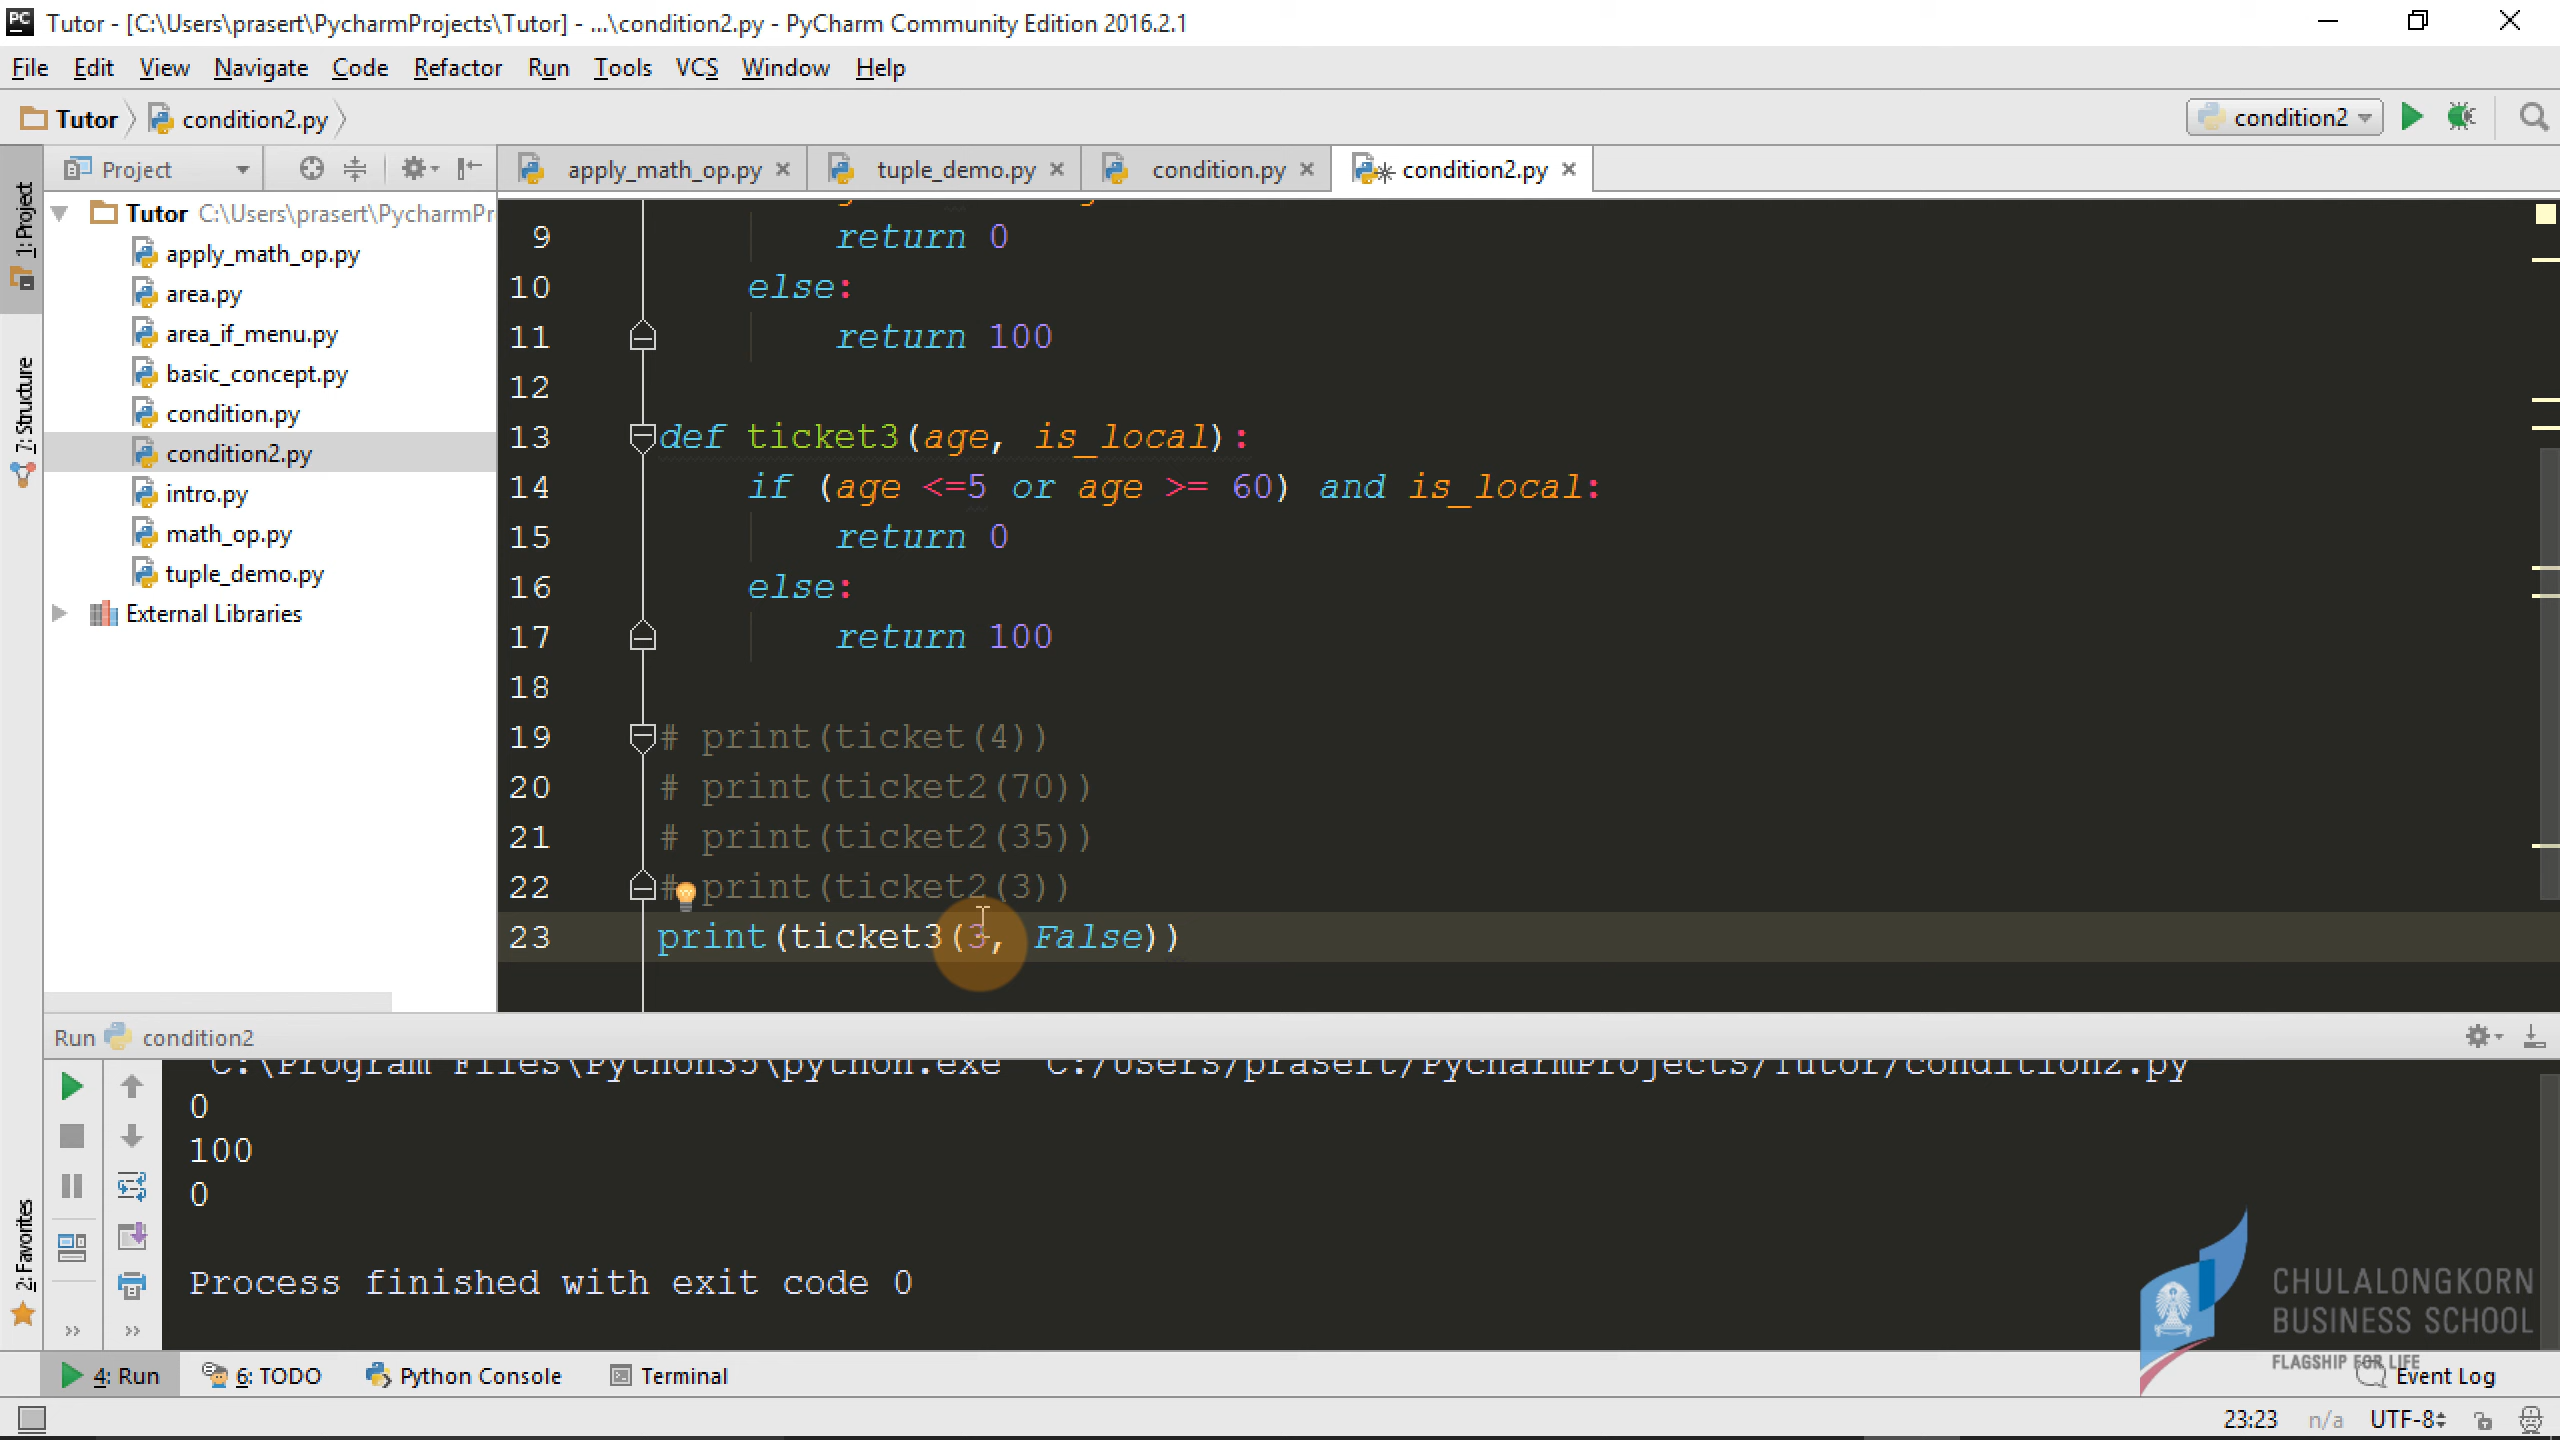 PC Tutor - [C:\Users\prasert\PycharmProjects\Tutor] - ...\condition2.py - PyCharm Community Edition 2016.2.1
File Edit View Navigate Code Refactor Run Tools VCS Window Help
Tutor condition2.py condition2
Project apply_math_op.py tuple_demo.py condition.py condition2.py
1: Project
7: Structure
2: Favorites
Tutor C:\Users\prasert\PycharmPr
apply_math_op.py
area.py
area_if_menu.py
basic_concept.py
condition.py
condition2.py
intro.py
math_op.py
tuple_demo.py
External Libraries
9 return 0
10 else:
11 return 100
12
13 def ticket3(age, is_local):
14 if (age <=5 or age >= 60) and is_local:
15 return 0
16 else:
17 return 100
18
19 # print(ticket(4))
20 # print(ticket2(70))
21 # print(ticket2(35))
22 # print(ticket2(3))
23 print(ticket3(3, False))
Run condition2
C:\Program Files\Python35\python.exe C:/Users/prasert/PycharmProjects/Tutor/condition2.py
0
100
0
Process finished with exit code 0
CHULALONGKORN
BUSINESS SCHOOL
FLAGSHIP FOR LIFE
4: Run 6: TODO Python Console Terminal Event Log
23:23 n/a UTF-8